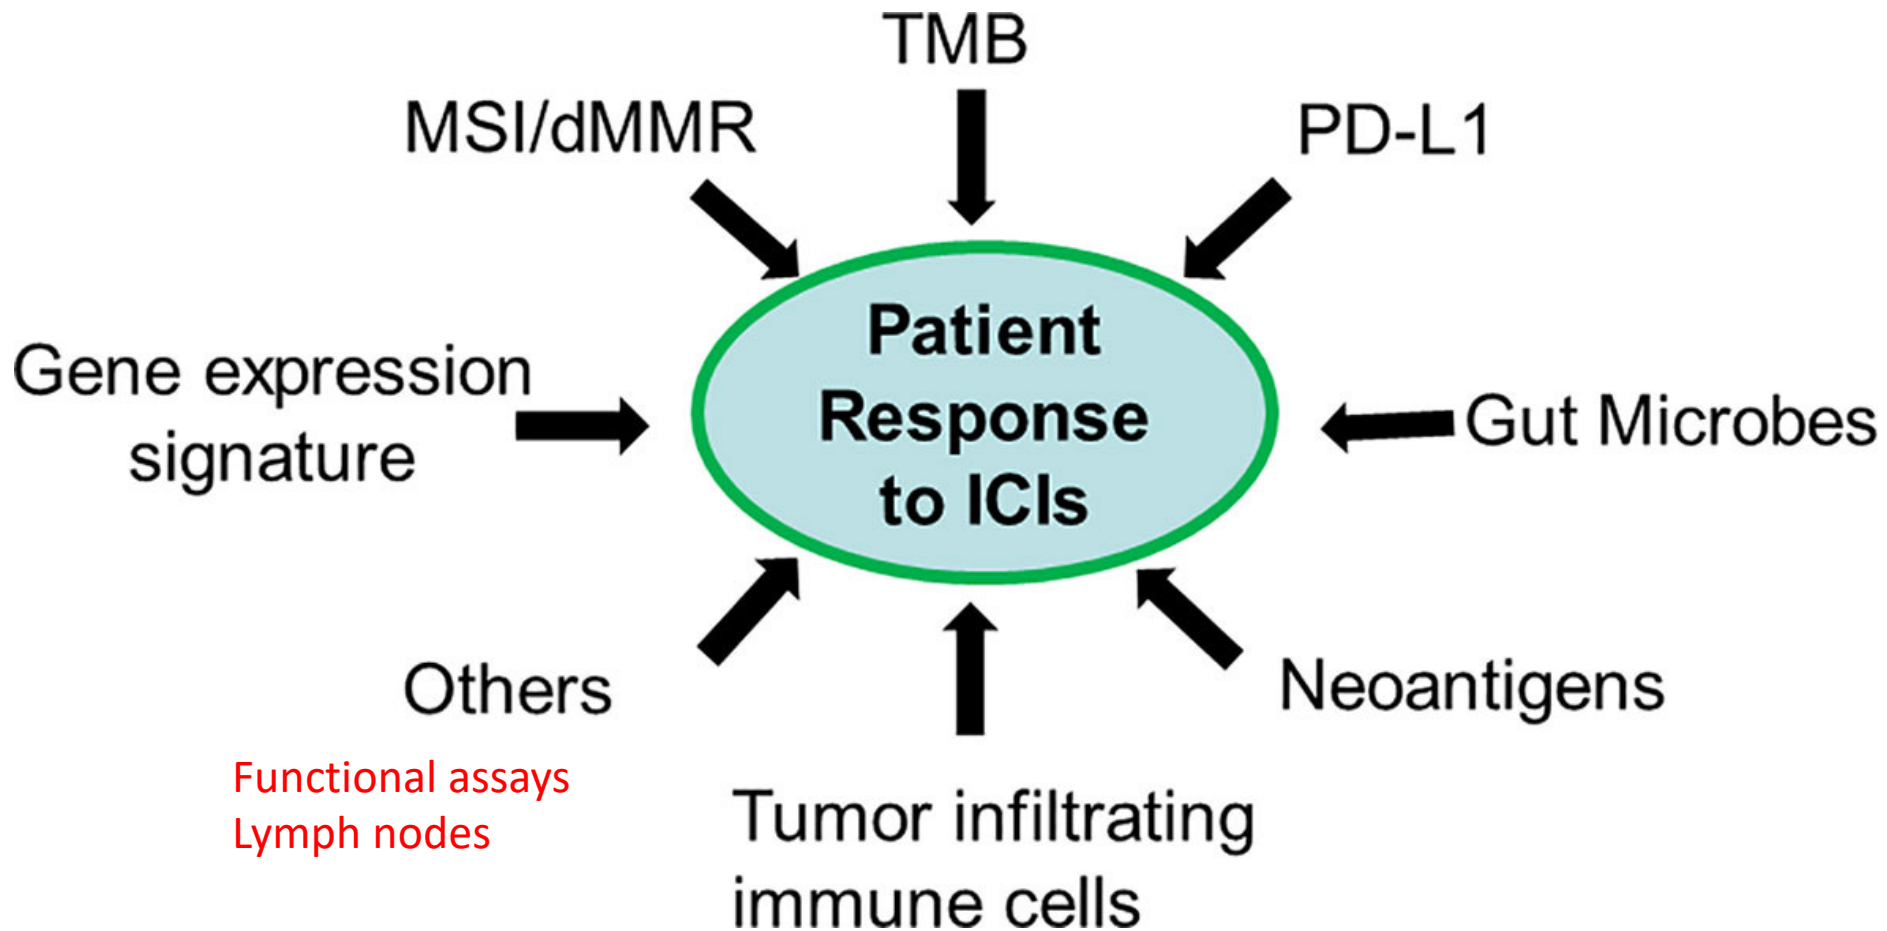 TMB
MSI/dMMR
PD-L1
Patient
Response
to ICIs
Gene expression
signature
Gut Microbes
Others
Functional assays
Lymph nodes
Neoantigens
Tumor infiltrating
immune cells